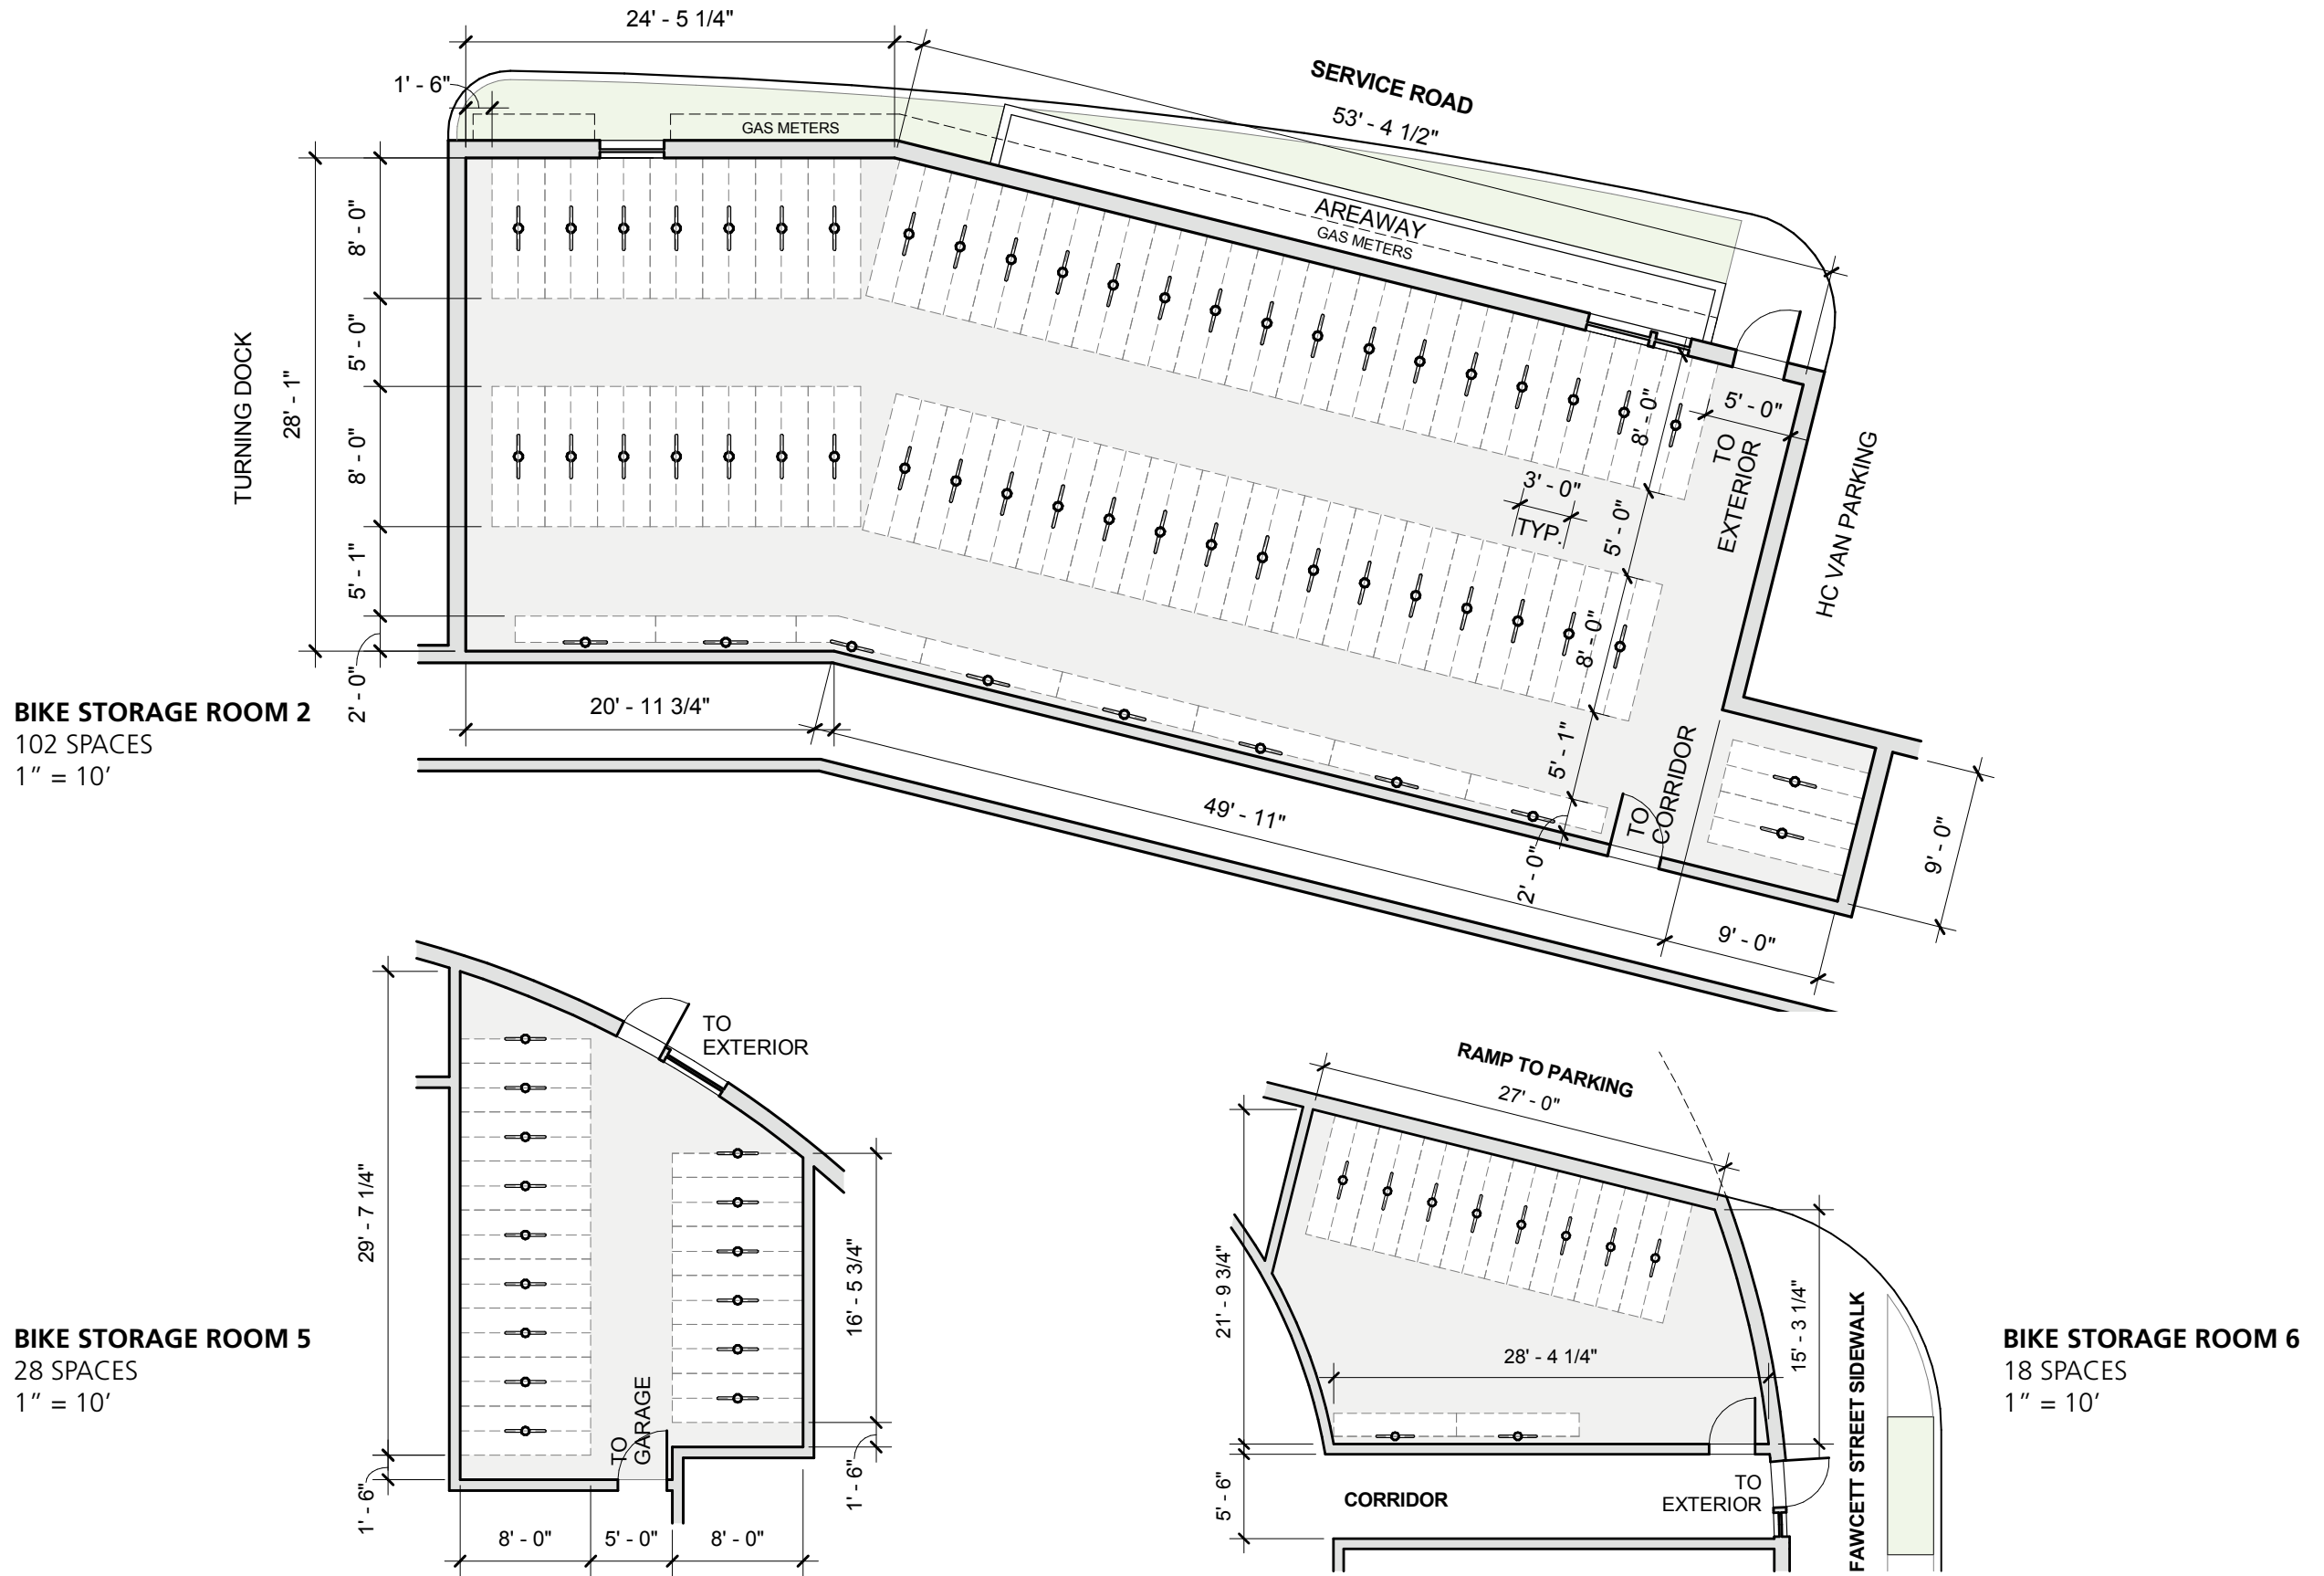 24' - 5 1/4"
1' - 6"
SERVICE ROAD
53' - 4 1/2"
GAS METERS
AREAWAY
GAS METERS
8' - 0"
5' - 0"
28' - 1"
TURNING DOCK
8' - 0"
5' - 1"
2' - 0"
8' - 0"
5' - 0"
TO
EXTERIOR
3' - 0"
TYP.
5' - 0"
HC VAN PARKING
8' - 0"
5' - 1"
2' - 0"
TO
CORRIDOR
20' - 11 3/4"
49' - 11"
9' - 0"
9' - 0"
BIKE STORAGE ROOM 2
102 SPACES
1” = 10’
TO
EXTERIOR
29' - 7 1/4"
16' - 5 3/4"
TO
GARAGE
1' - 6"
1' - 6"
8' - 0"
5' - 0"
8' - 0"
BIKE STORAGE ROOM 5
28 SPACES
1” = 10’
RAMP TO PARKING
27' - 0"
21' - 9 3/4"
28' - 4 1/4"
15' - 3 1/4"
5' - 6"
CORRIDOR
TO
EXTERIOR
FAWCETT STREET SIDEWALK
BIKE STORAGE ROOM 6
18 SPACES
1” = 10’